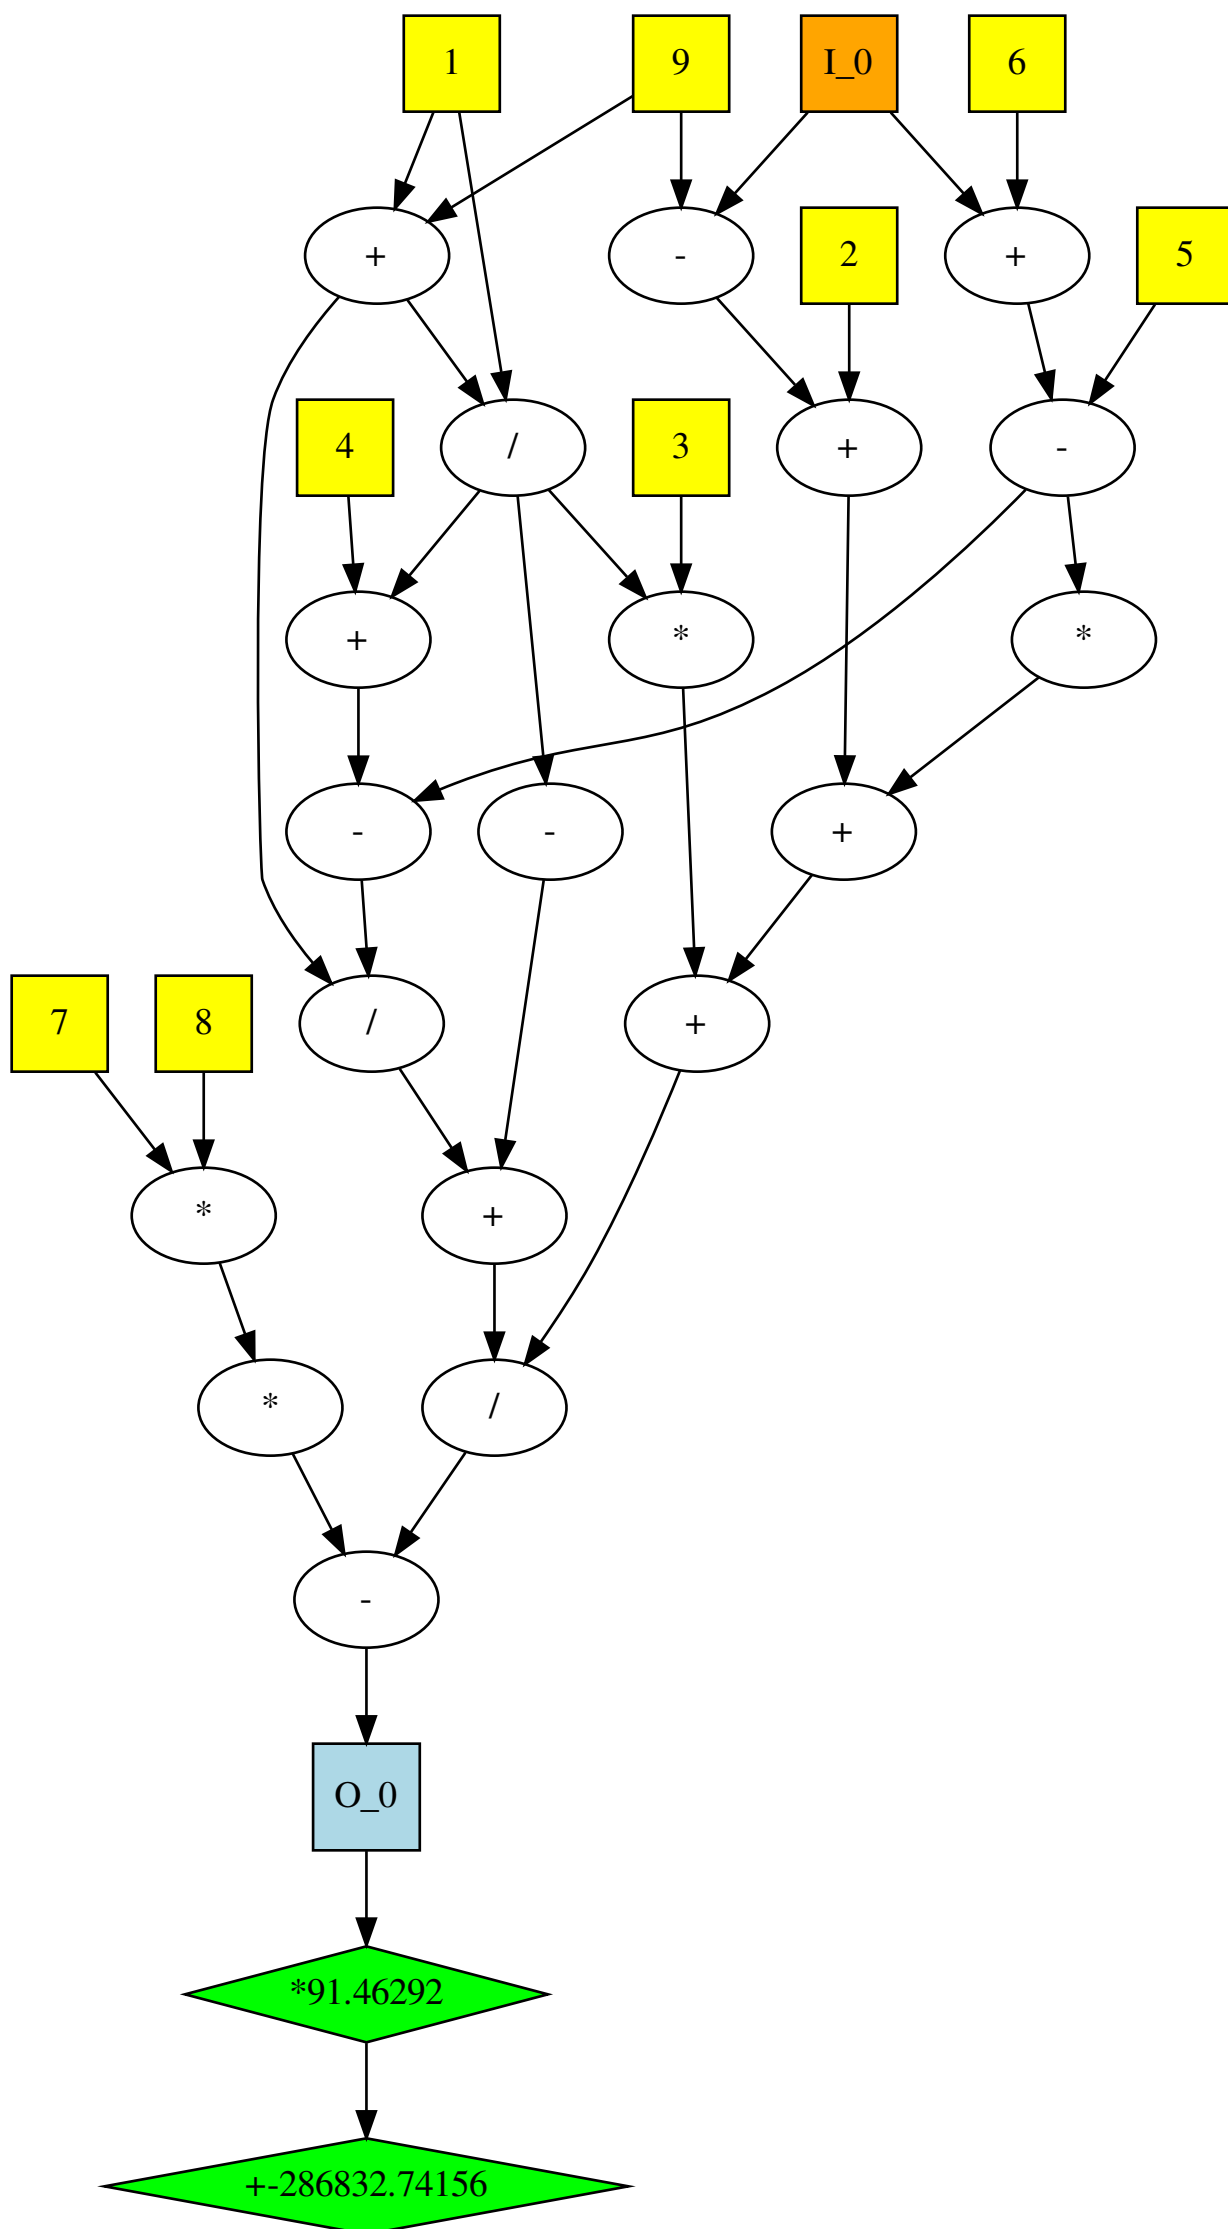 1 9 I_0 6
+ - 2 + 5
4 / 3 + -
+ * *
- - +
7 8 / +
* +
* /
-
O_0
*91.46292
+-286832.74156